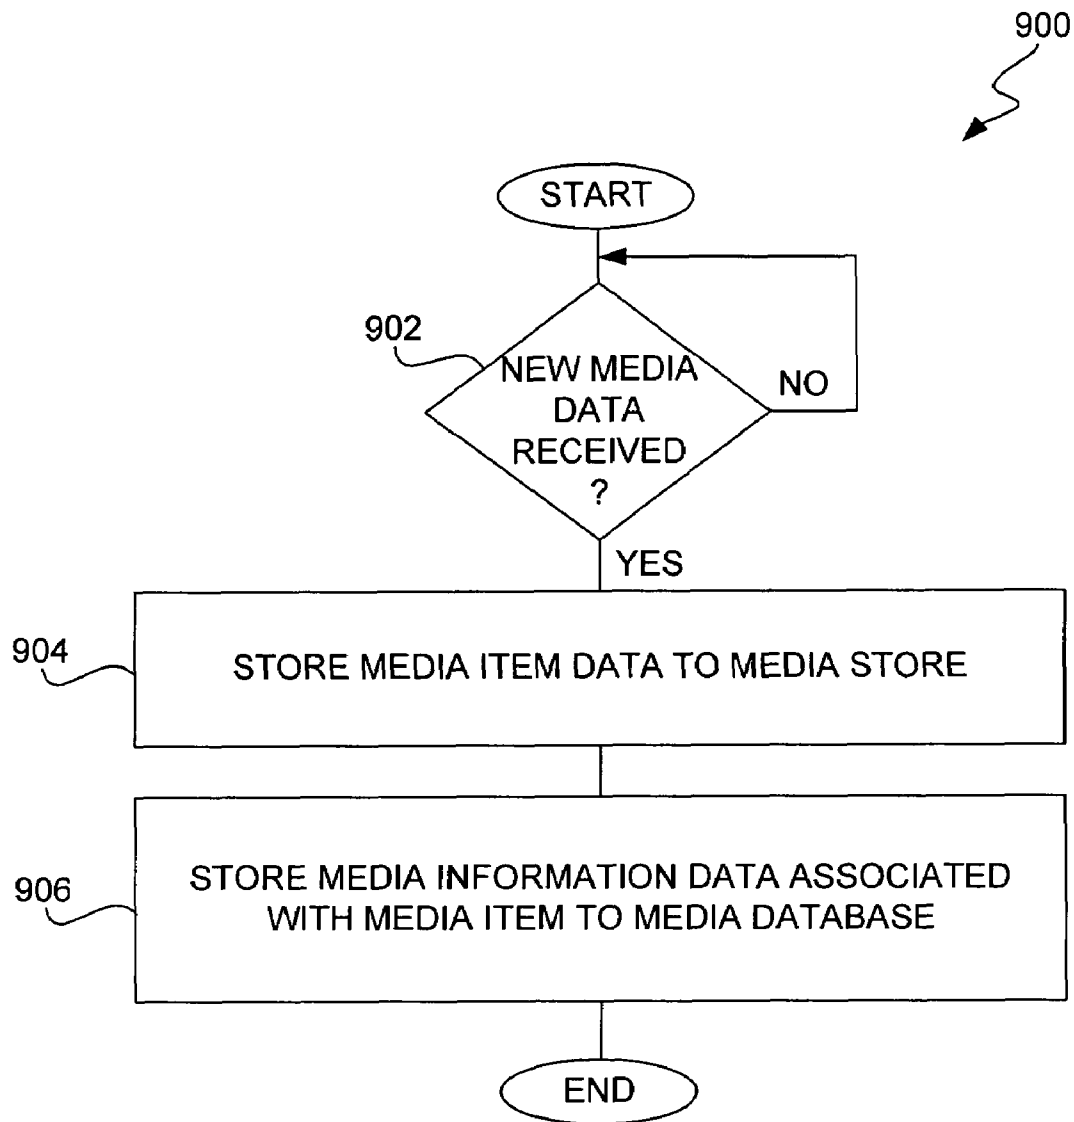 900
START
902
NEW MEDIA
DATA
RECEIVED
?
NO
YES
904
STORE MEDIA ITEM DATA TO MEDIA STORE
906
STORE MEDIA INFORMATION DATA ASSOCIATED
WITH MEDIA ITEM TO MEDIA DATABASE
END